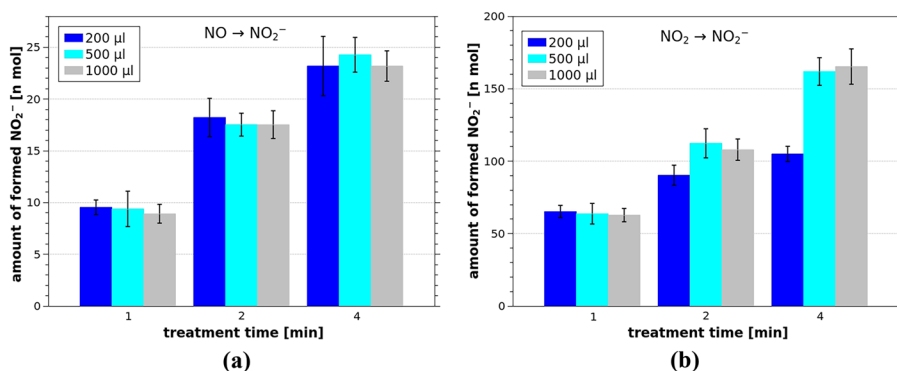 NO → NO₂⁻
200 µl
500 µl
1000 µl
amount of formed NO₂⁻ [n mol]
0
5
10
15
20
25
1
2
4
treatment time [min]
(a)
NO₂ → NO₂⁻
200 µl
500 µl
1000 µl
amount of formed NO₂⁻ [n mol]
0
50
100
150
200
1
2
4
treatment time [min]
(b)